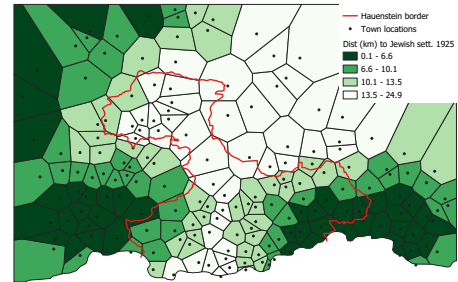 Hauenstein border
Town locations
Dist (km) to Jewish sett. 1925
0.1 - 6.6
6.6 - 10.1
10.1 - 13.5
13.5 - 24.9